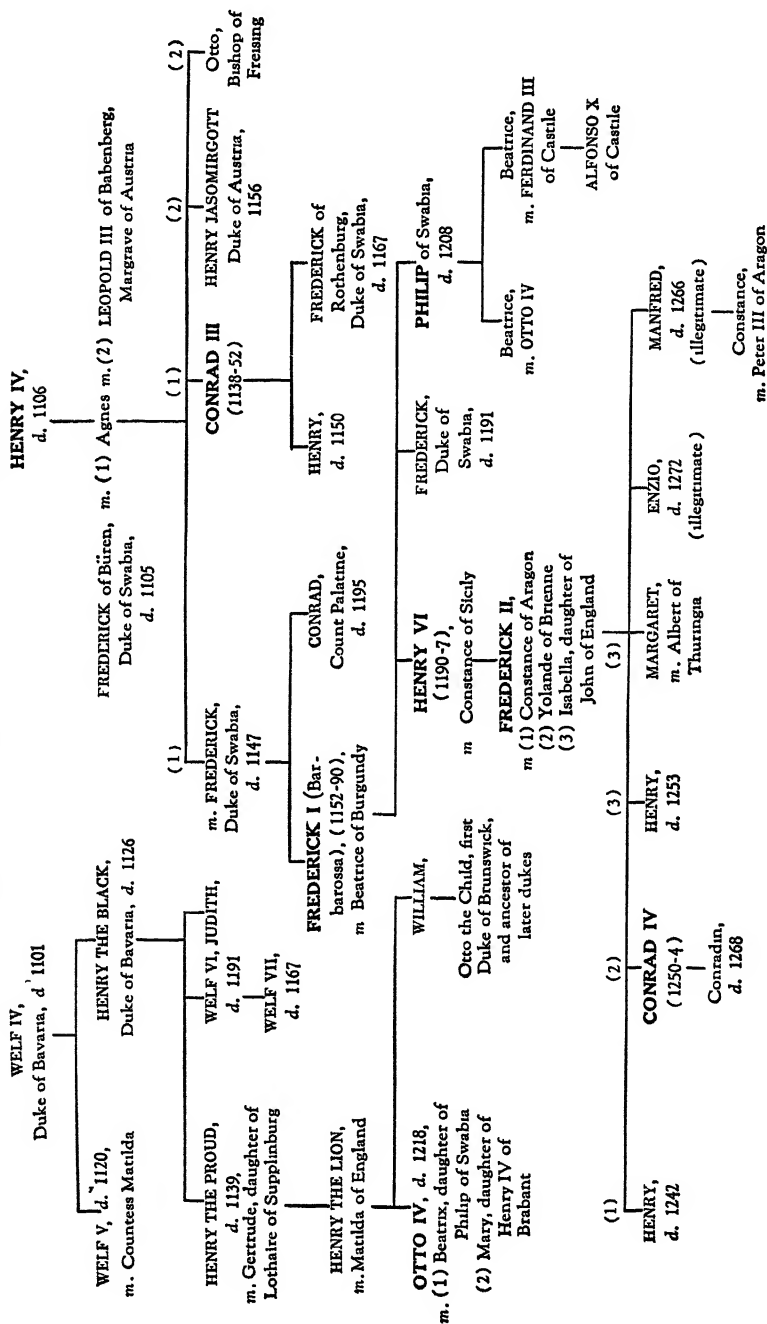 HENRY IV,
d. 1106
WELF IV,
Duke of Bavaria, d 1101
FREDERICK of Büren, m. (1) Agnes m. (2) LEOPOLD III of Babenberg,
Duke of Swabia,
d. 1105
Margrave of Austria
WELF V, d. 1120,
m. Countess Matilda
HENRY THE BLACK,
Duke of Bavaria, d. 1126
(1)
(1)
(2)
(2)
HENRY THE PROUD,
d. 1139,
m. Gertrude, daughter of
Lothaire of Supplinburg
WELF VI,
d. 1191
JUDITH,
m. FREDERICK,
Duke of Swabia,
d. 1147
CONRAD III
(1138-52)
HENRY JASOMIRGOTT
Duke of Austria,
1156
Otto,
Bishop of
Freising
WELF VII,
d. 1167
HENRY THE LION,
m. Matilda of England
FREDERICK I (Bar-
barossa), (1152-90),
m Beatrice of Burgundy
CONRAD,
Count Palatine,
d. 1195
HENRY,
d. 1150
FREDERICK of
Rothenburg,
Duke of Swabia,
d. 1167
OTTO IV, d. 1218,
m. (1) Beatrix, daughter of
Philip of Swabia
(2) Mary, daughter of
Henry IV of
Brabant
WILLIAM,
Otto the Child, first
Duke of Brunswick,
and ancestor of
later dukes
HENRY VI
(1190-7),
m Constance of Sicily
FREDERICK,
Duke of
Swabia,
d. 1191
PHILIP of Swabia,
d. 1208
FREDERICK II,
m (1) Constance of Aragon
(2) Yolande of Brienne
(3) Isabella, daughter of
John of England
Beatrice,
m. OTTO IV
Beatrice,
m. FERDINAND III
of Castile
ALFONSO X
of Castile
(1)
(2)
(3)
(3)
HENRY,
d. 1242
CONRAD IV
(1250-4)
HENRY,
d. 1253
MARGARET,
m. Albert of
Thuringia
ENZIO,
d. 1272
(illegitimate)
MANFRED,
d. 1266
(illegitimate)
Conradin,
d. 1268
Constance,
m. Peter III of Aragon